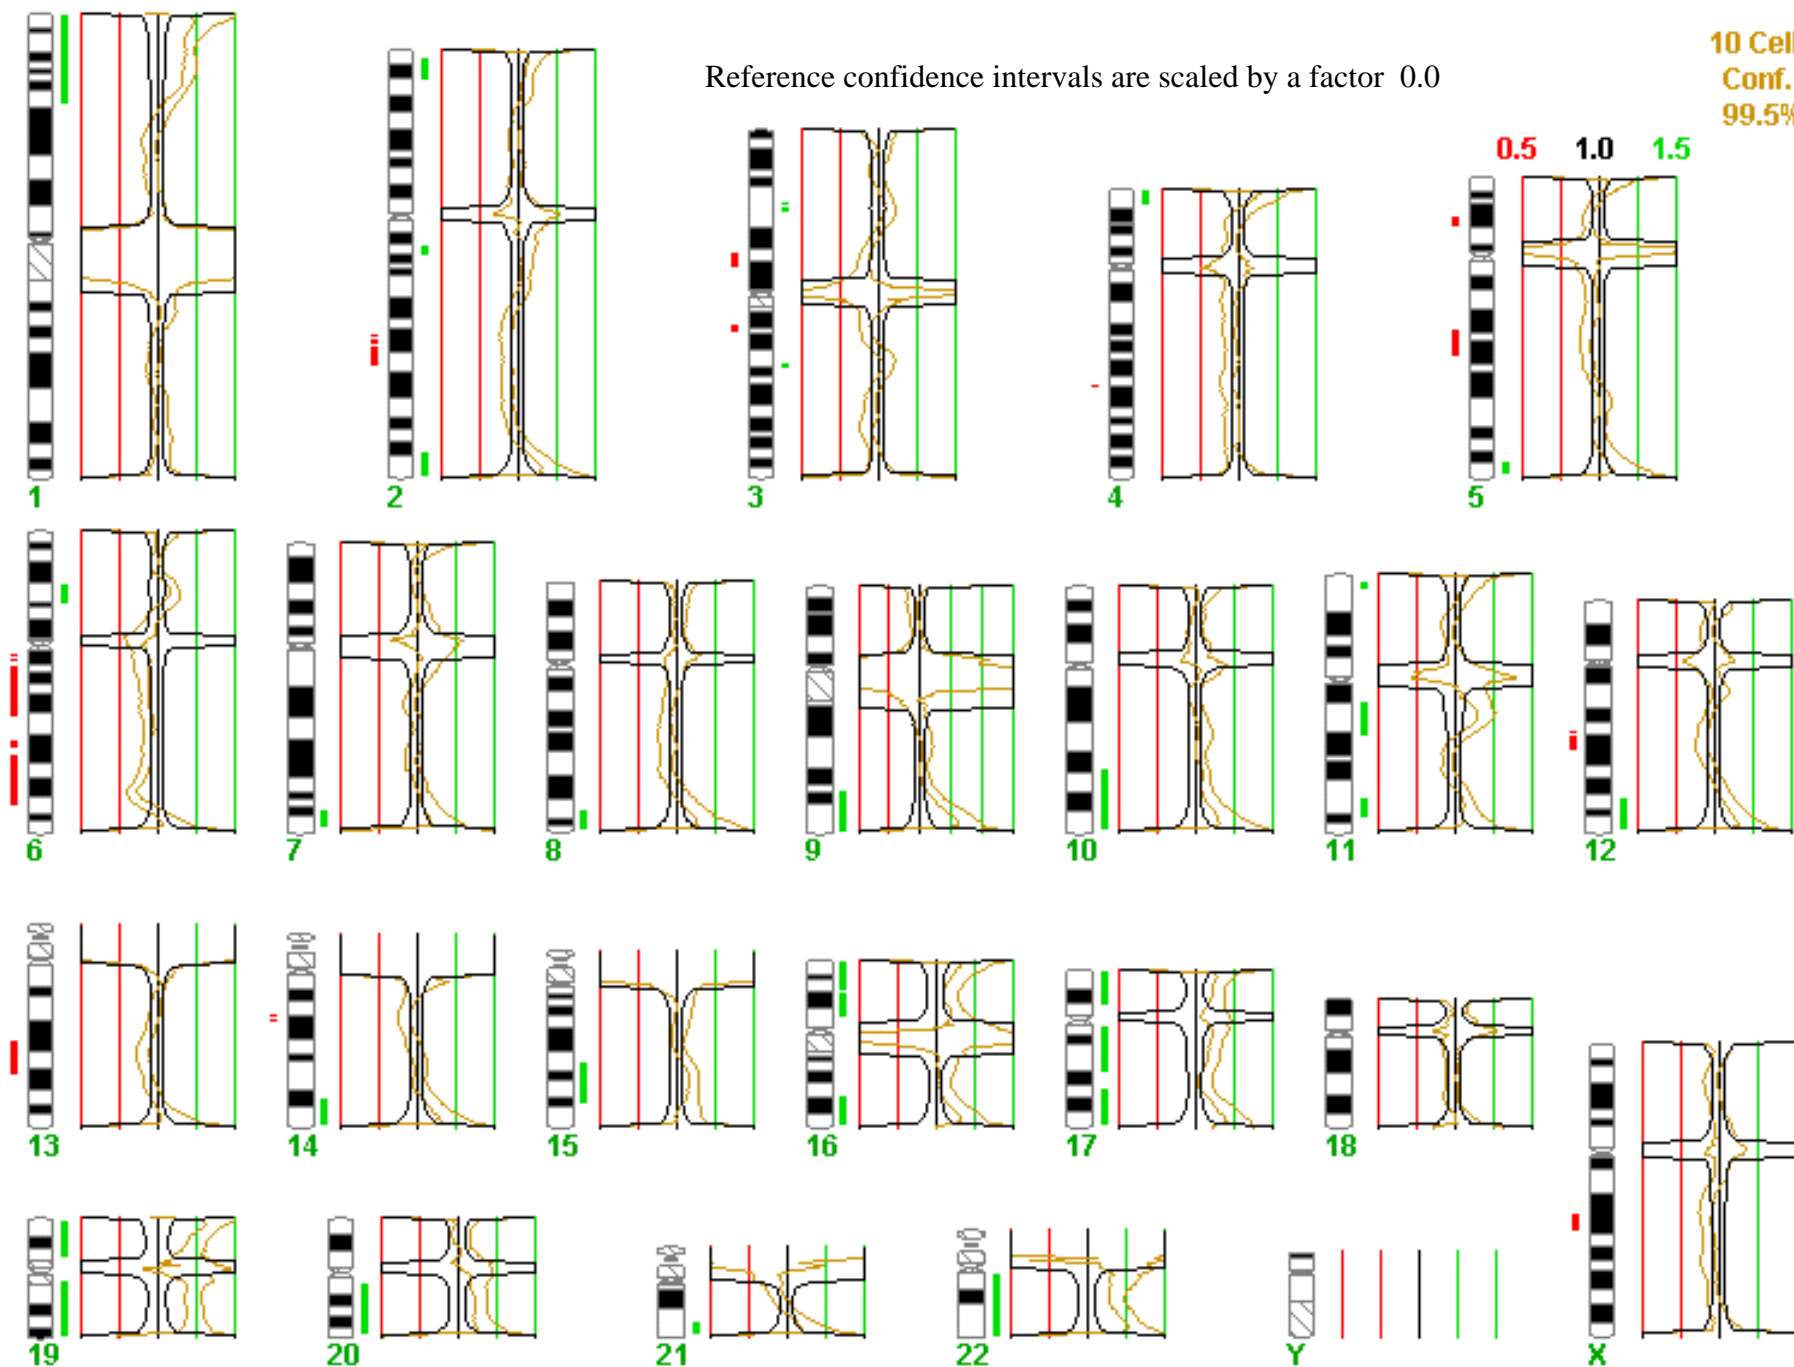 10 Cell
Reference confidence intervals are scaled by a factor 0.0
Conf.
99.5%
0.5 1.0 1.5
1 2 3 4 5
6 7 8 9 10 11 12
13 14 15 16 17 18
19 20 21 22 Y X